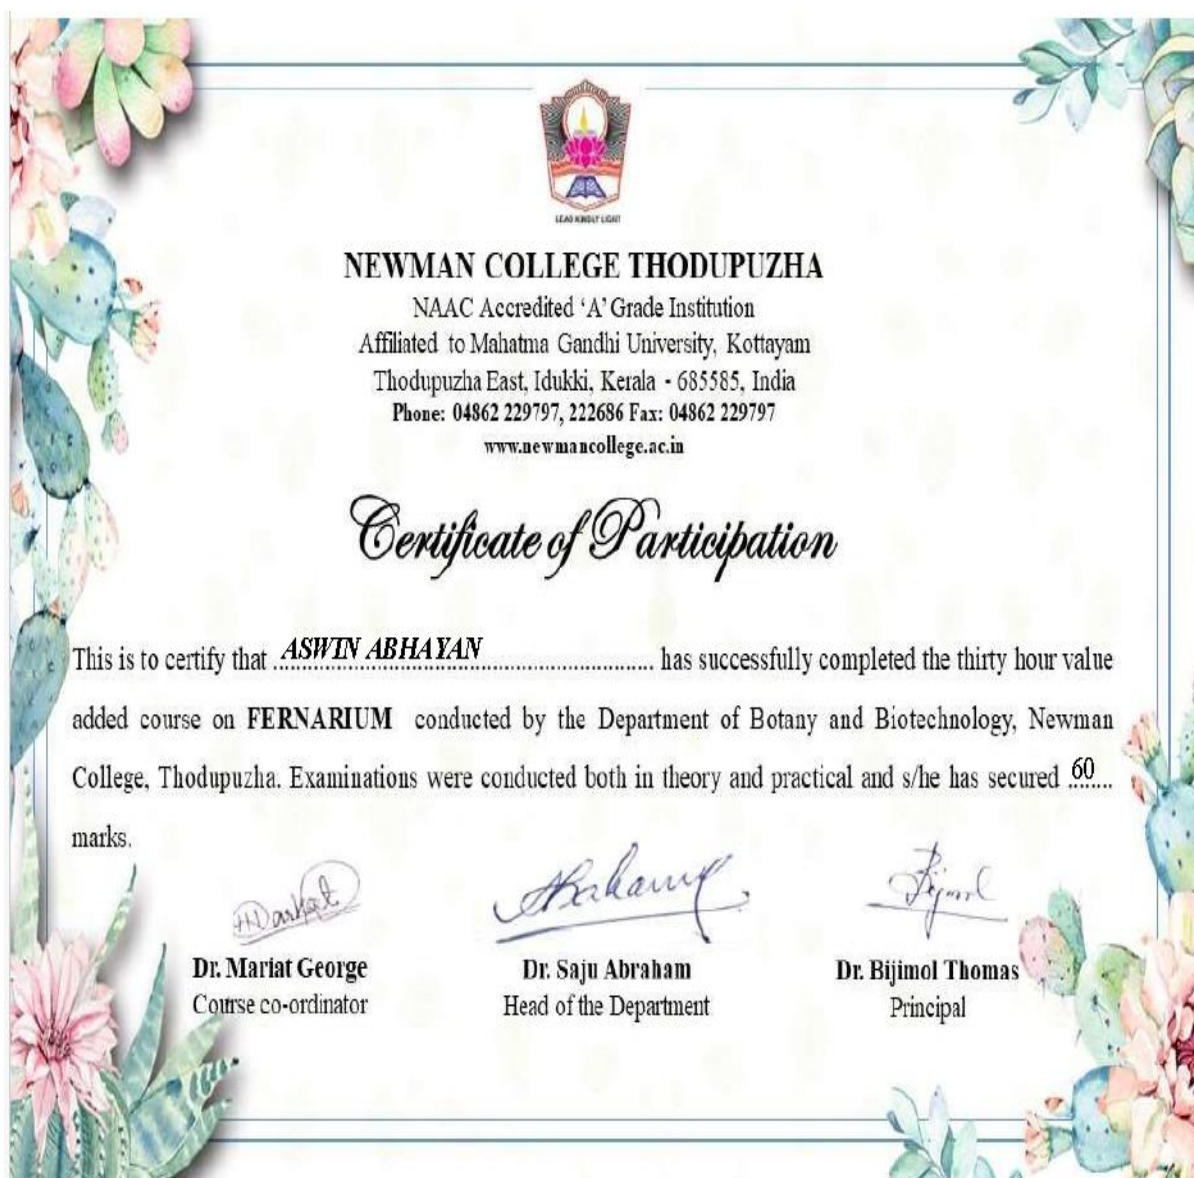 LEAD KINDLY LIGHT
NEWMAN COLLEGE THODUPUZHA
NAAC Accredited ‘A’ Grade Institution
Affiliated to Mahatma Gandhi University, Kottayam
Thodupuzha East, Idukki, Kerala - 685585, India
Phone: 04862 229797, 222686 Fax: 04862 229797
www.newmancollege.ac.in
Certificate of Participation
This is to certify that ASWIN ABHAYAN has successfully completed the thirty hour value
added course on FERNARIUM conducted by the Department of Botany and Biotechnology, Newman
College, Thodupuzha. Examinations were conducted both in theory and practical and s/he has secured 60
marks.
Bijimol
Dr. Mariat George Dr. Saju Abraham Dr. Bijimol Thomas
Course co-ordinator Head of the Department Principal